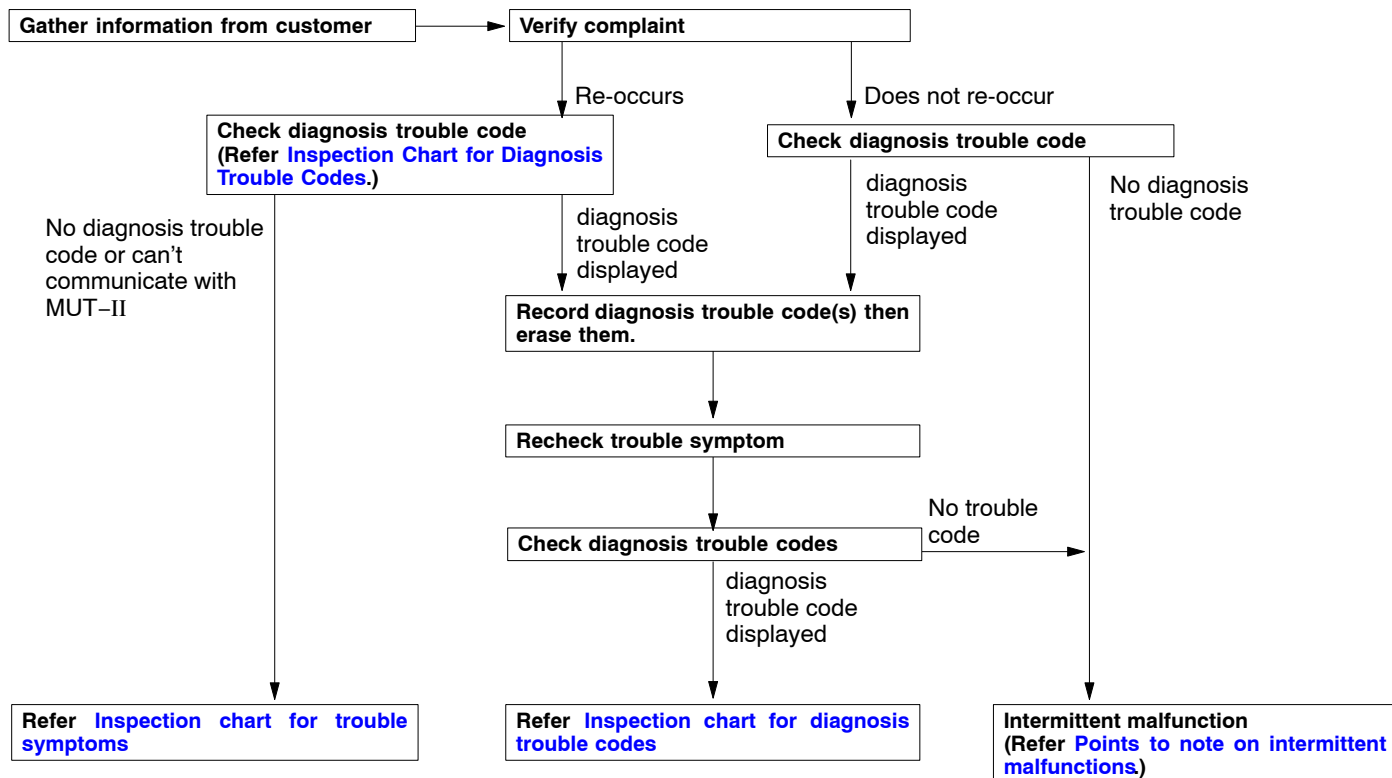 Gather information from customer
Verify complaint
Re-occurs
Does not re-occur
Check diagnosis trouble code
(Refer Inspection Chart for Diagnosis
Trouble Codes.)
Check diagnosis trouble code
No diagnosis trouble
code or can't
communicate with
MUT–II
diagnosis
trouble code
displayed
diagnosis
trouble code
displayed
No diagnosis
trouble code
Record diagnosis trouble code(s) then
erase them.
Recheck trouble symptom
Check diagnosis trouble codes
No trouble
code
diagnosis
trouble code
displayed
Refer Inspection chart for trouble
symptoms
Refer Inspection chart for diagnosis
trouble codes
Intermittent malfunction
(Refer Points to note on intermittent
malfunctions.)